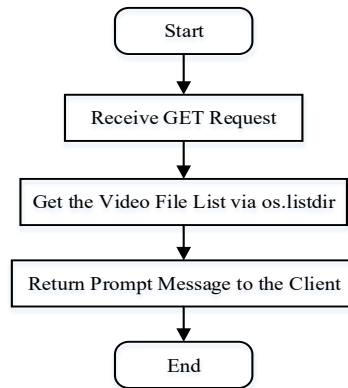 Start
Receive GET Request
Get the Video File List via os.listdir
Return Prompt Message to the Client
End